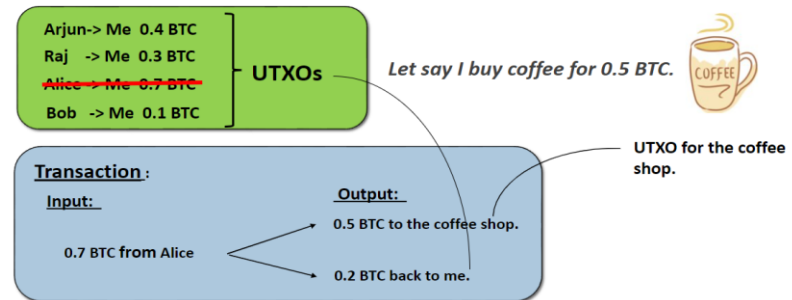 Arjun-> Me 0.4 BTC
Raj -> Me 0.3 BTC
Alice -> Me 0.7 BTC
Bob -> Me 0.1 BTC
UTXOs
Let say I buy coffee for 0.5 BTC.
COFFEE
UTXO for the coffee
shop.
Transaction :
Input:
Output:
0.5 BTC to the coffee shop.
0.7 BTC from Alice
0.2 BTC back to me.